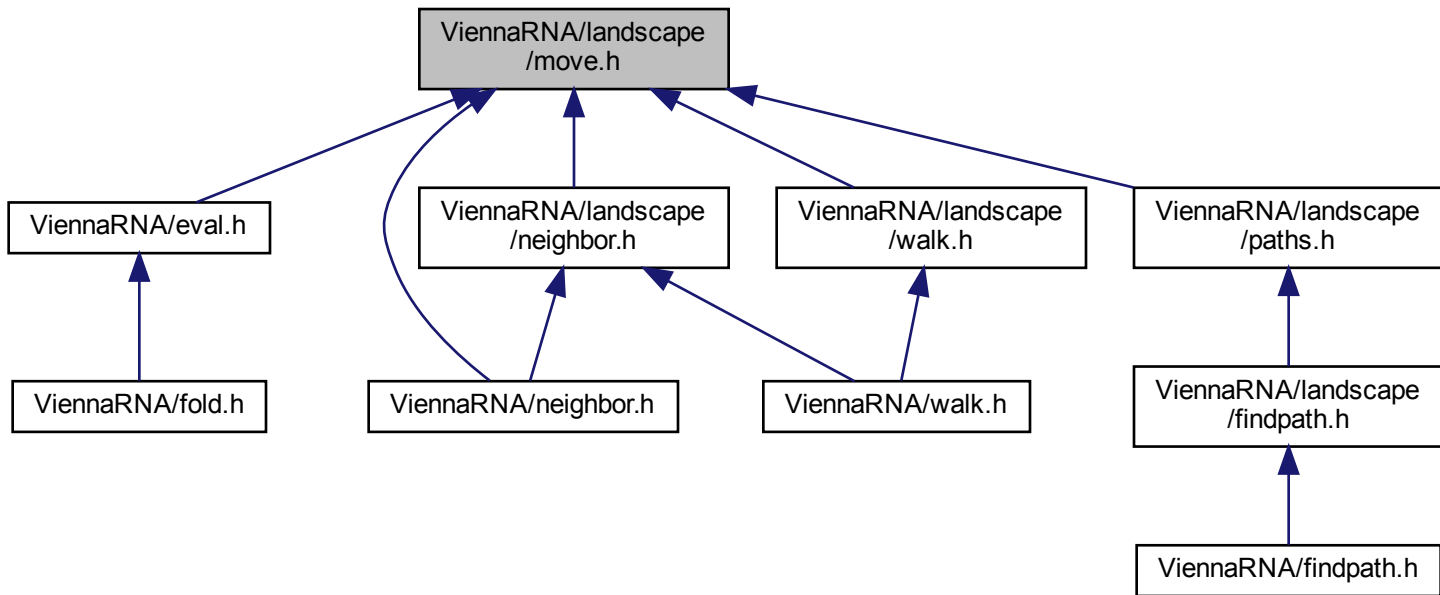 ViennaRNA/landscape
/move.h
ViennaRNA/eval.h
ViennaRNA/landscape
/neighbor.h
ViennaRNA/landscape
/walk.h
ViennaRNA/landscape
/paths.h
ViennaRNA/fold.h
ViennaRNA/neighbor.h
ViennaRNA/walk.h
ViennaRNA/landscape
/findpath.h
ViennaRNA/findpath.h